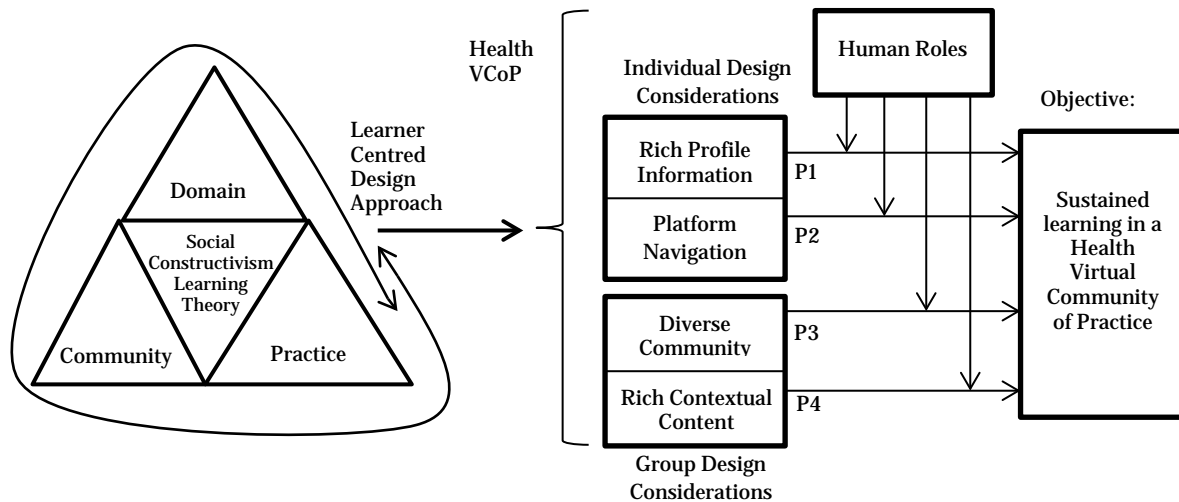 Domain
Social
Constructivism
Learning
Theory
Community
Practice
Learner
Centred
Design
Approach
Health
VCoP
Individual Design
Considerations
Rich Profile
Information
Platform
Navigation
Diverse
Community
Rich Contextual
Content
Group Design
Considerations
Human Roles
P1
P2
P3
P4
Objective:
Sustained
learning in a
Health
Virtual
Community
of Practice